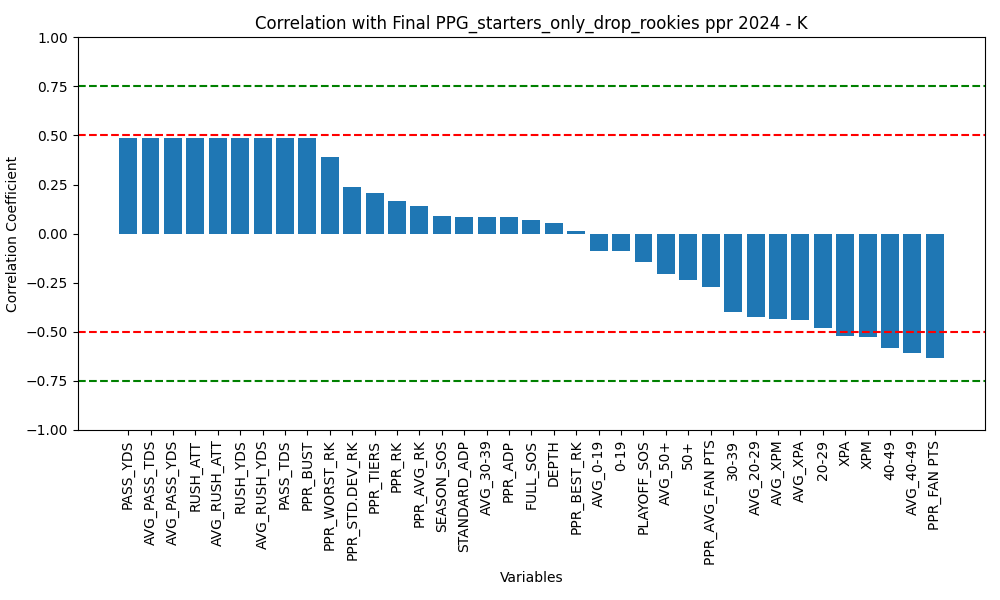 Correlation with Final PPG_starters_only_drop_rookies ppr 2024 - K
1.00
0.75
0.50
0.25
0.00
−0.25
−0.50
−0.75
−1.00
Correlation Coefficient
PASS_YDS
AVG_PASS_TDS
AVG_PASS_YDS
RUSH_ATT
AVG_RUSH_ATT
RUSH_YDS
AVG_RUSH_YDS
PASS_TDS
PPR_BUST
PPR_WORST_RK
PPR_STD.DEV_RK
PPR_TIERS
PPR_RK
PPR_AVG_RK
SEASON_SOS
STANDARD_ADP
AVG_30-39
PPR_ADP
FULL_SOS
DEPTH
PPR_BEST_RK
AVG_0-19
0-19
PLAYOFF_SOS
AVG_50+
50+
PPR_AVG_FAN PTS
30-39
AVG_20-29
AVG_XPM
AVG_XPA
20-29
XPA
XPM
40-49
AVG_40-49
PPR_FAN PTS
Variables